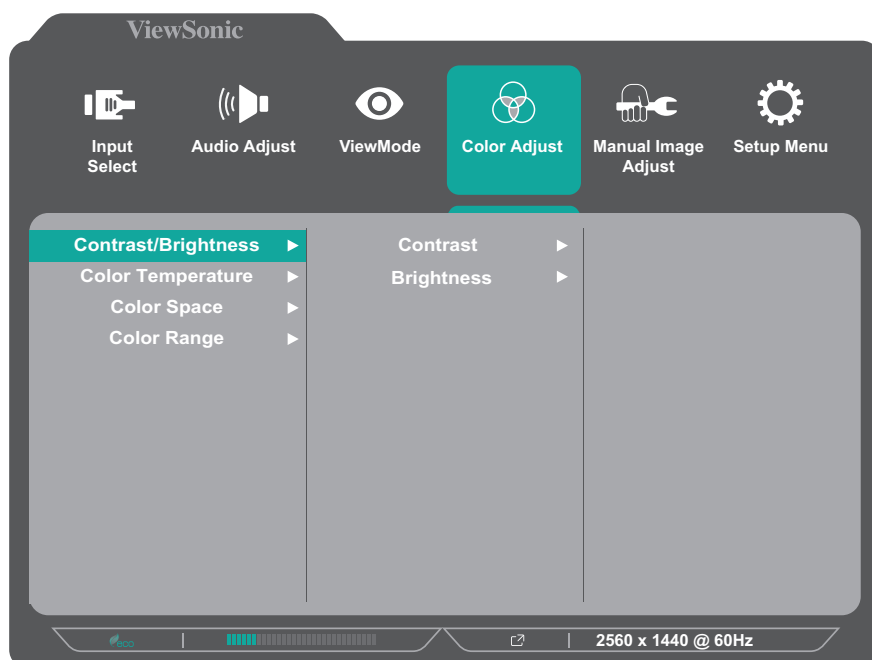 ViewSonic
Input Select
Audio Adjust
ViewMode
Color Adjust
Manual Image Adjust
Setup Menu
Contrast/Brightness
Contrast
Color Temperature
Brightness
Color Space
Color Range
eco
2560 x 1440 @ 60Hz